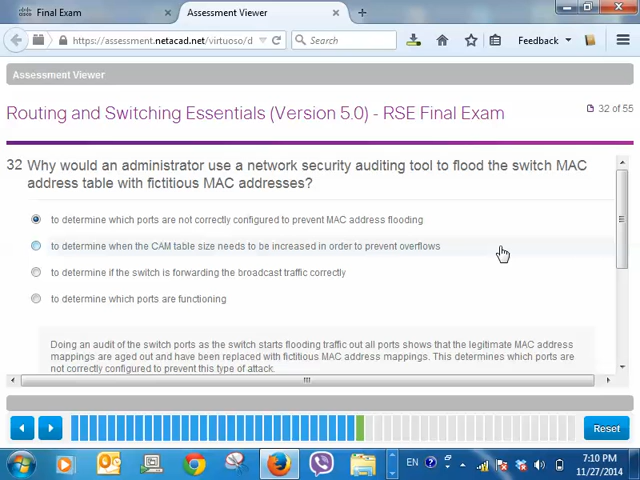 Final Exam
Assessment Viewer
https://assessment.netacad.net/virtuoso/d
Search
Feedback
Assessment Viewer
Routing and Switching Essentials (Version 5.0) - RSE Final Exam
32 of 55
32 Why would an administrator use a network security auditing tool to flood the switch MAC
address table with fictitious MAC addresses?
to determine which ports are not correctly configured to prevent MAC address flooding
to determine when the CAM table size needs to be increased in order to prevent overflows
to determine if the switch is forwarding the broadcast traffic correctly
to determine which ports are functioning
Doing an audit of the switch ports as the switch starts flooding traffic out all ports shows that the legitimate MAC address
mappings are aged out and have been replaced with fictitious MAC address mappings. This determines which ports are
not correctly configured to prevent this type of attack.
Reset
EN
7:10 PM
11/27/2014